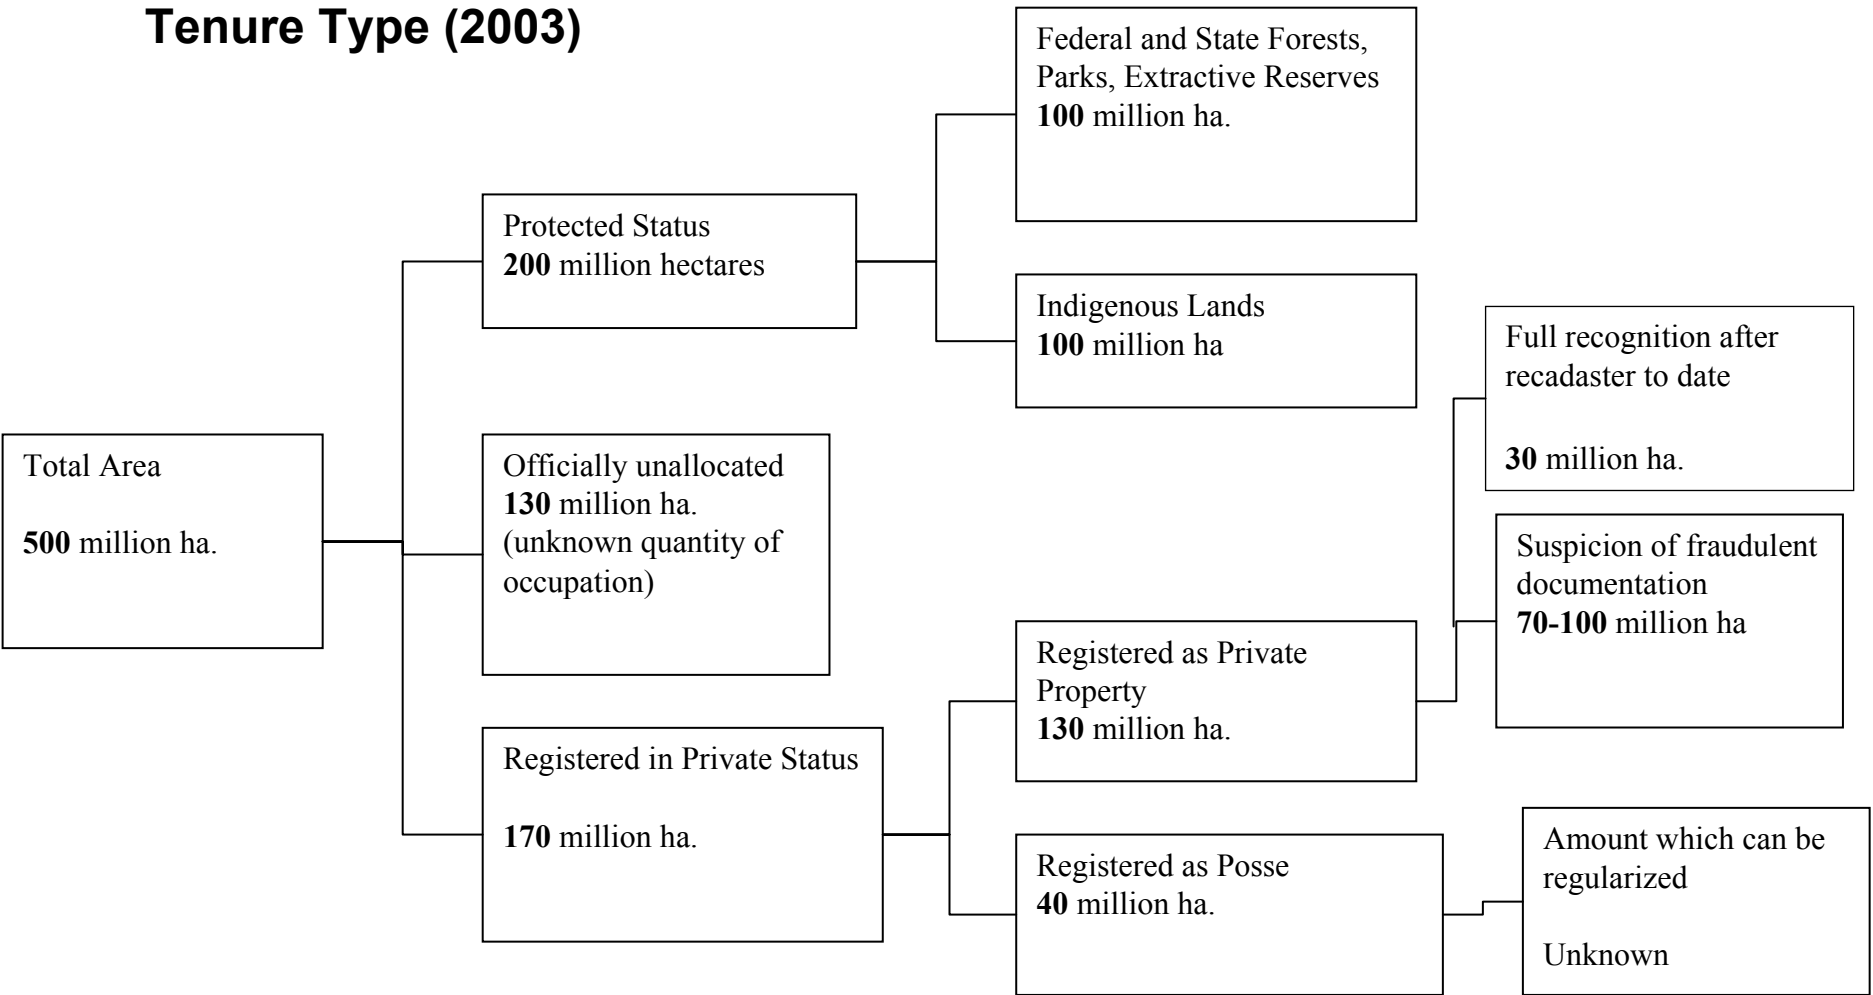 Tenure Type (2003)
Federal and State Forests,
Parks, Extractive Reserves
100 million ha.
Protected Status
200 million hectares
Indigenous Lands
100 million ha
Full recognition after
recadaster to date
30 million ha.
Total Area
500 million ha.
Officially unallocated
130 million ha.
(unknown quantity of
occupation)
Suspicion of fraudulent
documentation
70-100 million ha
Registered as Private
Property
130 million ha.
Registered in Private Status
170 million ha.
Registered as Posse
40 million ha.
Amount which can be
regularized
Unknown